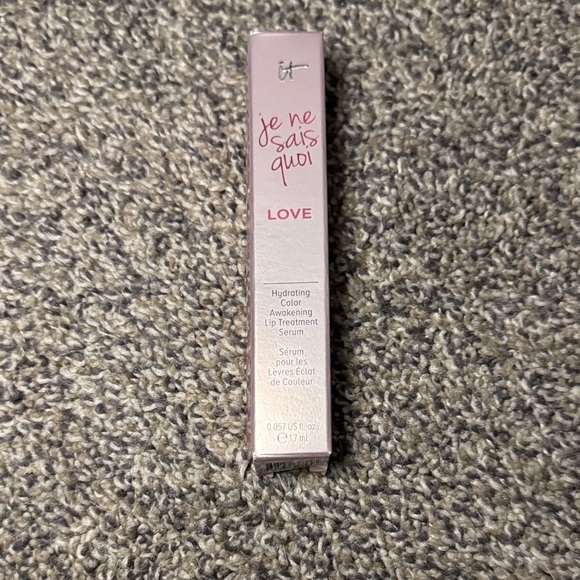 it
je ne
sais
quoi
LOVE
Hydrating
Color
Awakening
Lip Treatment
Serum
Sérum
pour les
Lèvres Éclat
de Couleur
0.057 US fl. oz.
℮ 1.7 ml